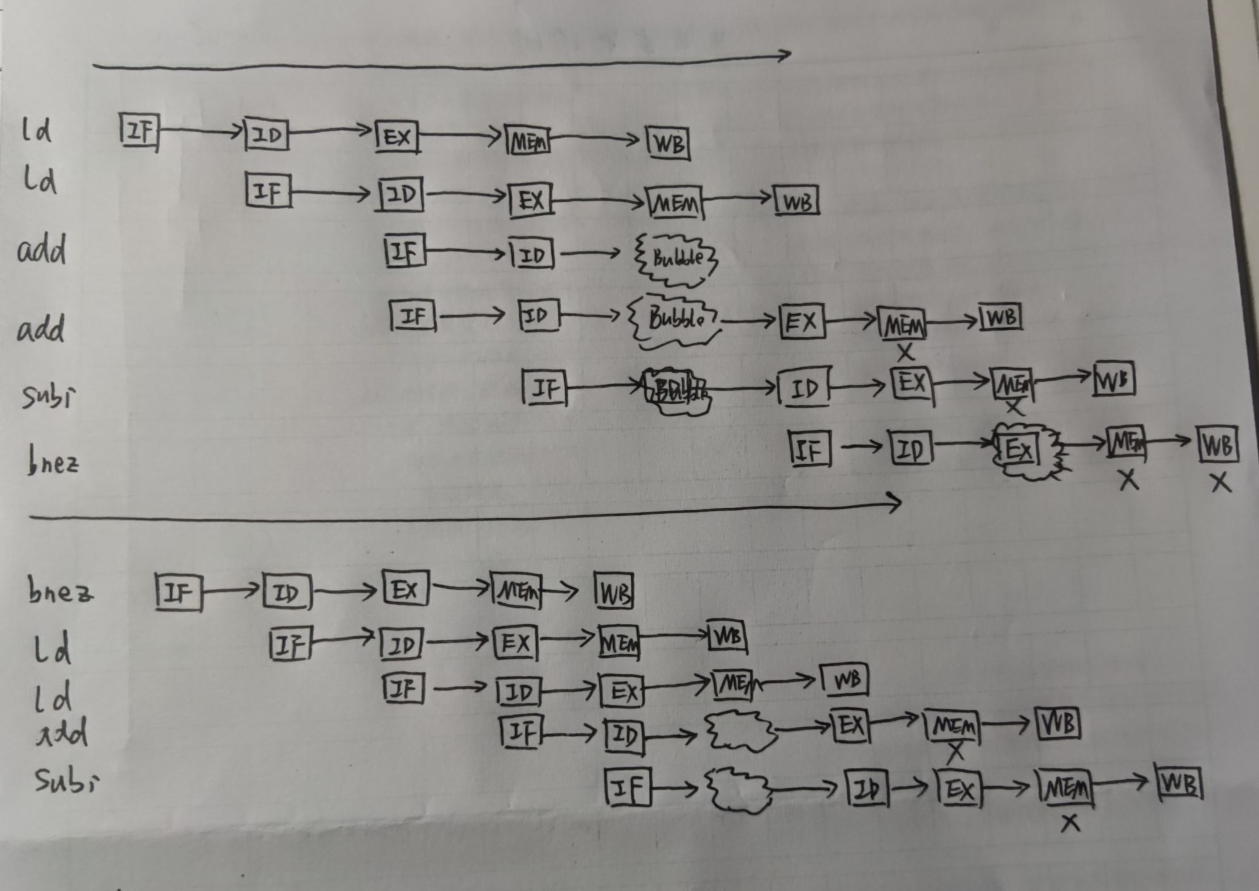 ld IF ID EX MEM WB
ld IF ID EX MEM WB
add IF ID Bubble
add IF ID Bubble EX MEM WB
X
subi IF ID EX MEM WB
X
bnez IF ID EX MEM WB
X X
bnez IF ID EX MEM WB
Ld IF ID EX MEM WB
Ld IF ID EX MEM WB
add IF ID EX MEM WB
X
Subi IF ID EX MEM WB
X